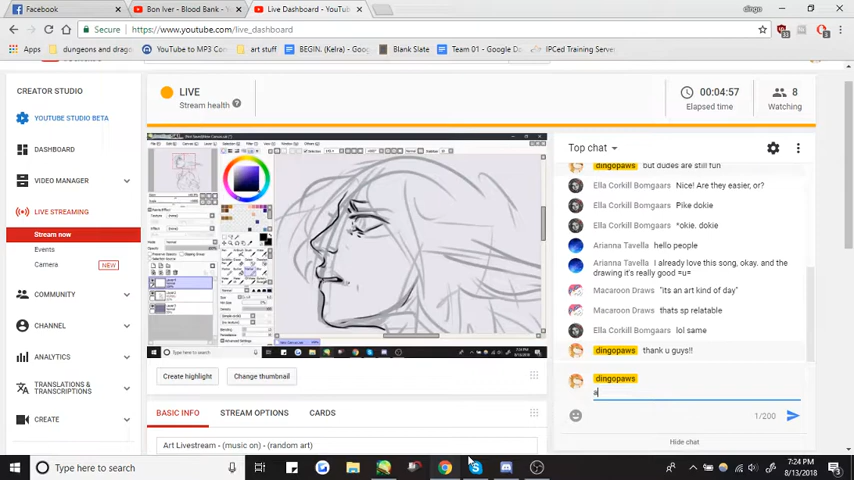 Facebook
Bon Iver - Blood Bank -
Live Dashboard - YouTu
dingo
Secure
https://www.youtube.com/live_dashboard
dungeons and drago
YouTube to MP3 Com
art stuff
BEGIN. (Kelra) - Goo
Blank Slate
Team 01 - Google
IPCed Training Serve
CREATOR STUDIO
YOUTUBE STUDIO BETA
DASHBOARD
VIDEO MANAGER
LIVE STREAMING
Stream now
Events
Camera
NEW
COMMUNITY
CHANNEL
ANALYTICS
TRANSLATIONS &
TRANSCRIPTIONS
CREATE
LIVE
Stream health
00:04:57
Elapsed time
8
Watching
Create highlight
Change thumbnail
BASIC INFO
STREAM OPTIONS
CARDS
Art Livestream - (music on) - (random art)
Top chat
dingopaws but dudes are still fun
Ella Corkill Bomgaars Nice! Are they easier, or?
Ella Corkill Bomgaars Pike dokie
Ella Corkill Bomgaars *okie. dokie
Arianna Tavella hello people
Arianna Tavella I already love this song, okay, and the
drawing it's really good =u=
Macaroon Draws "its an art kind of day"
Macaroon Draws thats sp relatable
Ella Corkill Bomgaars lol same
dingopaws thank u guys!!
dingopaws
a
1/200
Hide chat
Type here to search
7:24 PM
8/13/2018